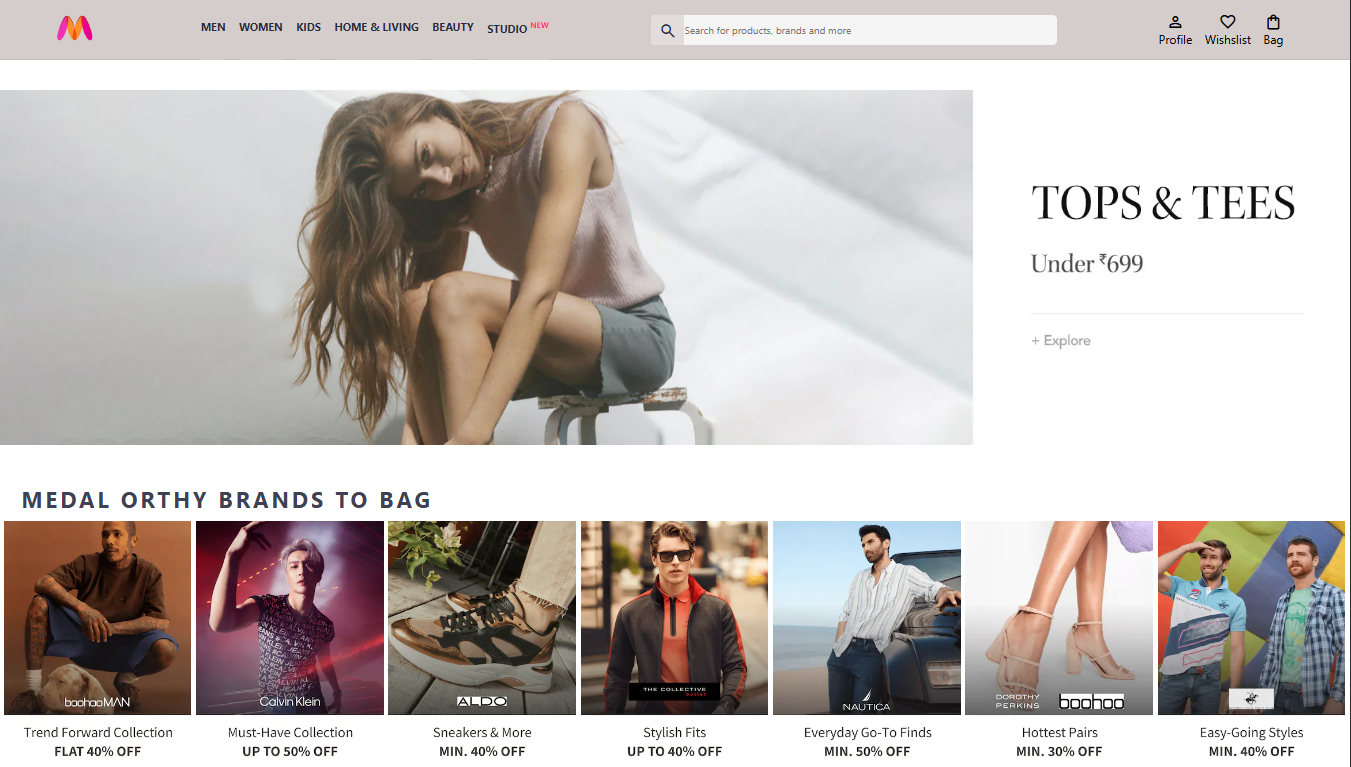 MEN WOMEN KIDS HOME & LIVING BEAUTY STUDIO NEW
Search for products, brands and more
Profile Wishlist Bag
TOPS & TEES
Under ₹699
+ Explore
MEDAL ORTHY BRANDS TO BAG
boohooMAN
Calvin Klein
ALDO
THE COLLECTIVE
outlet
NAUTICA
DOROTHY
PERKINS
boohoo
Trend Forward Collection
FLAT 40% OFF
Must-Have Collection
UP TO 50% OFF
Sneakers & More
MIN. 40% OFF
Stylish Fits
UP TO 40% OFF
Everyday Go-To Finds
MIN. 50% OFF
Hottest Pairs
MIN. 30% OFF
Easy-Going Styles
MIN. 40% OFF